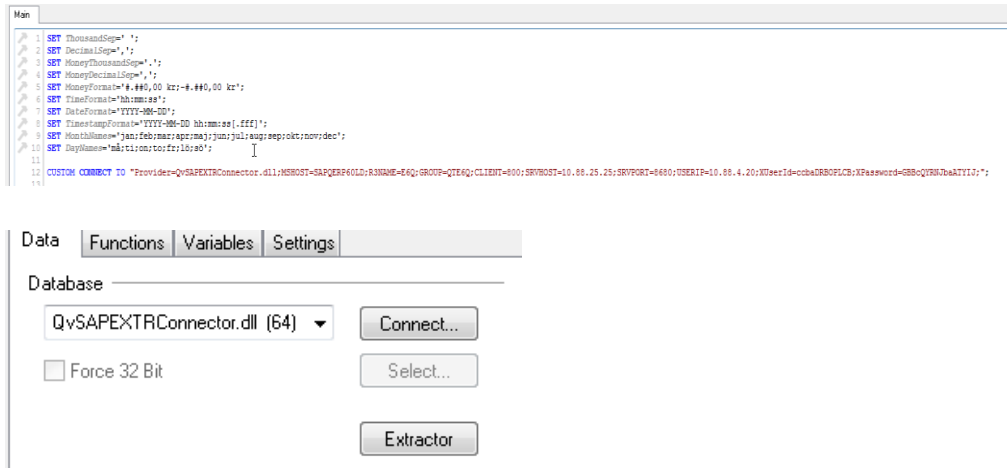 Main
1 SET ThousandSep=' ';
2 SET DecimalSep=',';
3 SET MoneyThousandSep='.';
4 SET MoneyDecimalSep=',';
5 SET MoneyFormat='#.##0,00 kr;-#.##0,00 kr';
6 SET TimeFormat='hh:mm:ss';
7 SET DateFormat='YYYY-MM-DD';
8 SET TimestampFormat='YYYY-MM-DD hh:mm:ss[.fff]';
9 SET MonthNames='jan;feb;mar;apr;maj;jun;jul;aug;sep;okt;nov;dec';
10 SET DayNames='må;ti;on;to;fr;lö;sö';
11
12 CUSTOM CONNECT TO "Provider=QvSAPEXTRConnector.dll;MSHOST=SAPQERP60LD;R3NAME=E6Q;GROUP=QTE6Q;CLIENT=800;SRVHOST=10.88.25.25;SRVPORT=8680;USERIP=10.88.4.20;XUserId=ccbaDRBOPLCB;XPassword=GBBcQYRNJbaATYIJ;";
13
Data Functions Variables Settings
Database
QvSAPEXTRConnector.dll (64) Connect...
Force 32 Bit Select...
Extractor